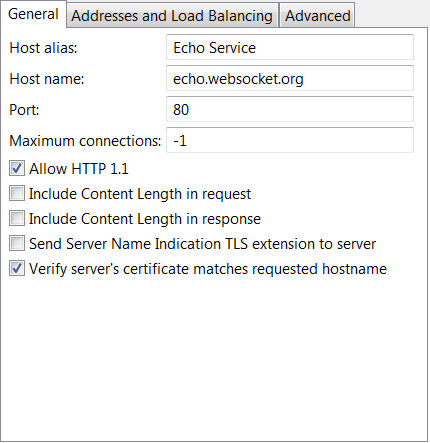 General Addresses and Load Balancing Advanced
Host alias: Echo Service
Host name: echo.websocket.org
Port: 80
Maximum connections: -1
Allow HTTP 1.1
Include Content Length in request
Include Content Length in response
Send Server Name Indication TLS extension to server
Verify server's certificate matches requested hostname